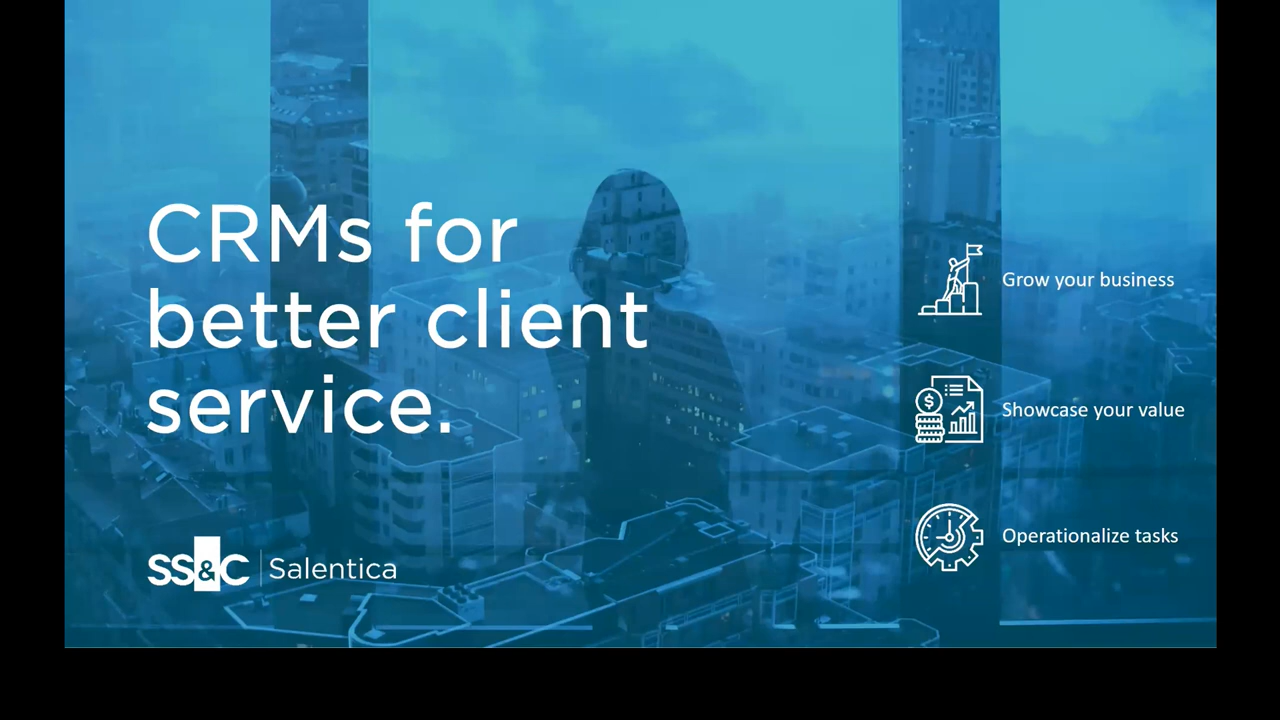 CRMs for
better client
service.
SS&C | Salentica
Grow your business
Showcase your value
Operationalize tasks